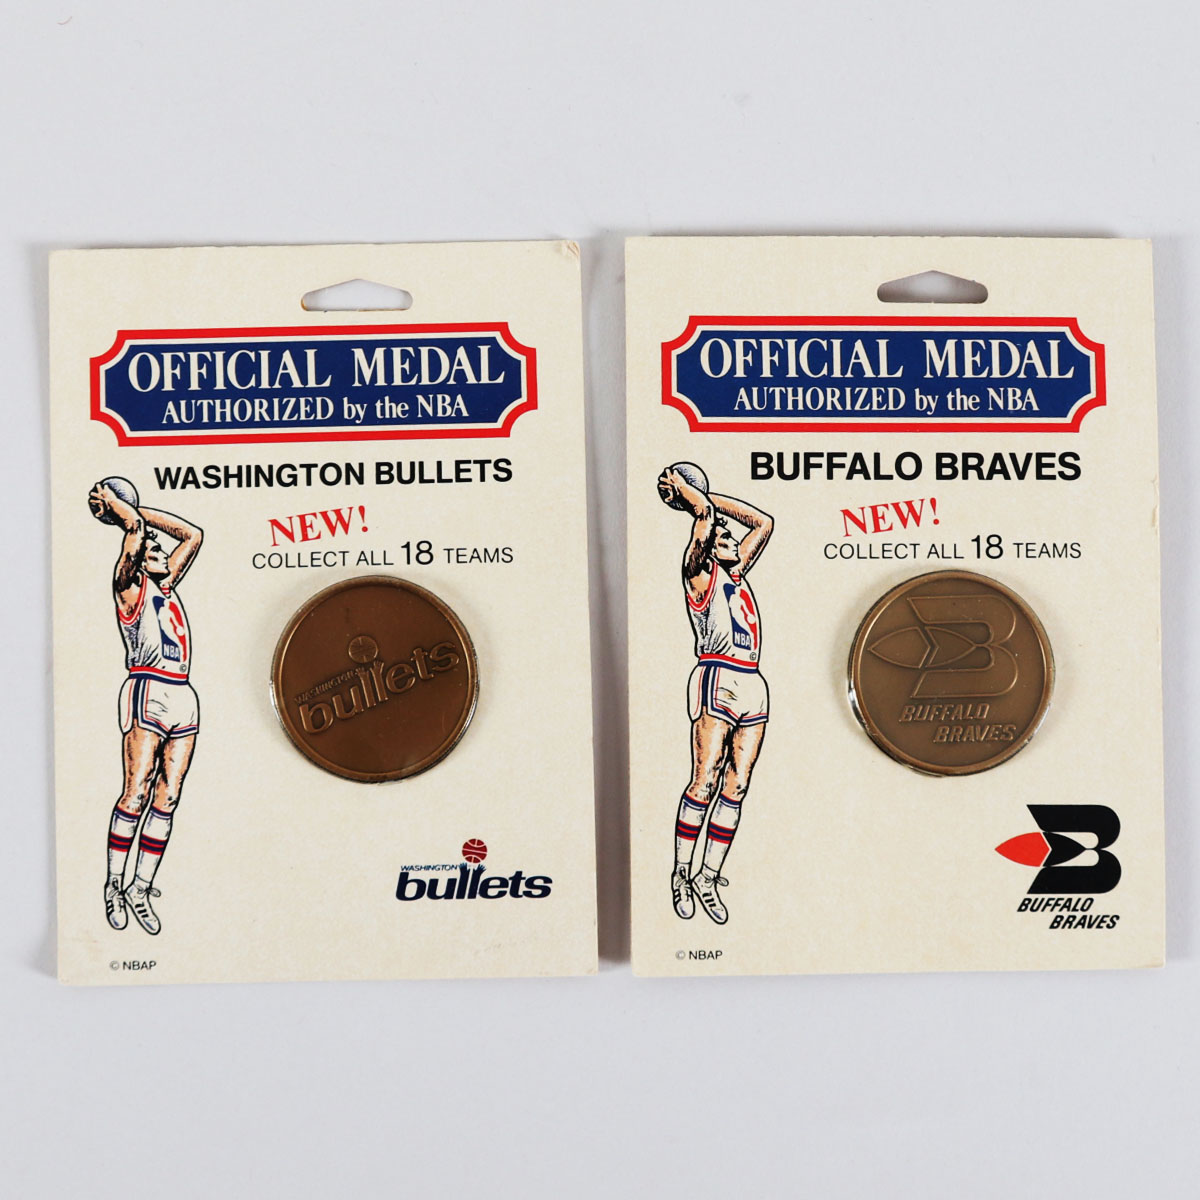 OFFICIAL MEDAL
AUTHORIZED by the NBA
WASHINGTON BULLETS
NEW!
COLLECT ALL 18 TEAMS
NBA
©
WASHINGTON
bullets
WASHINGTON
bullets
© NBAP
OFFICIAL MEDAL
AUTHORIZED by the NBA
BUFFALO BRAVES
NEW!
COLLECT ALL 18 TEAMS
NBA
©
B
BUFFALO
BRAVES
B
BUFFALO
BRAVES
© NBAP